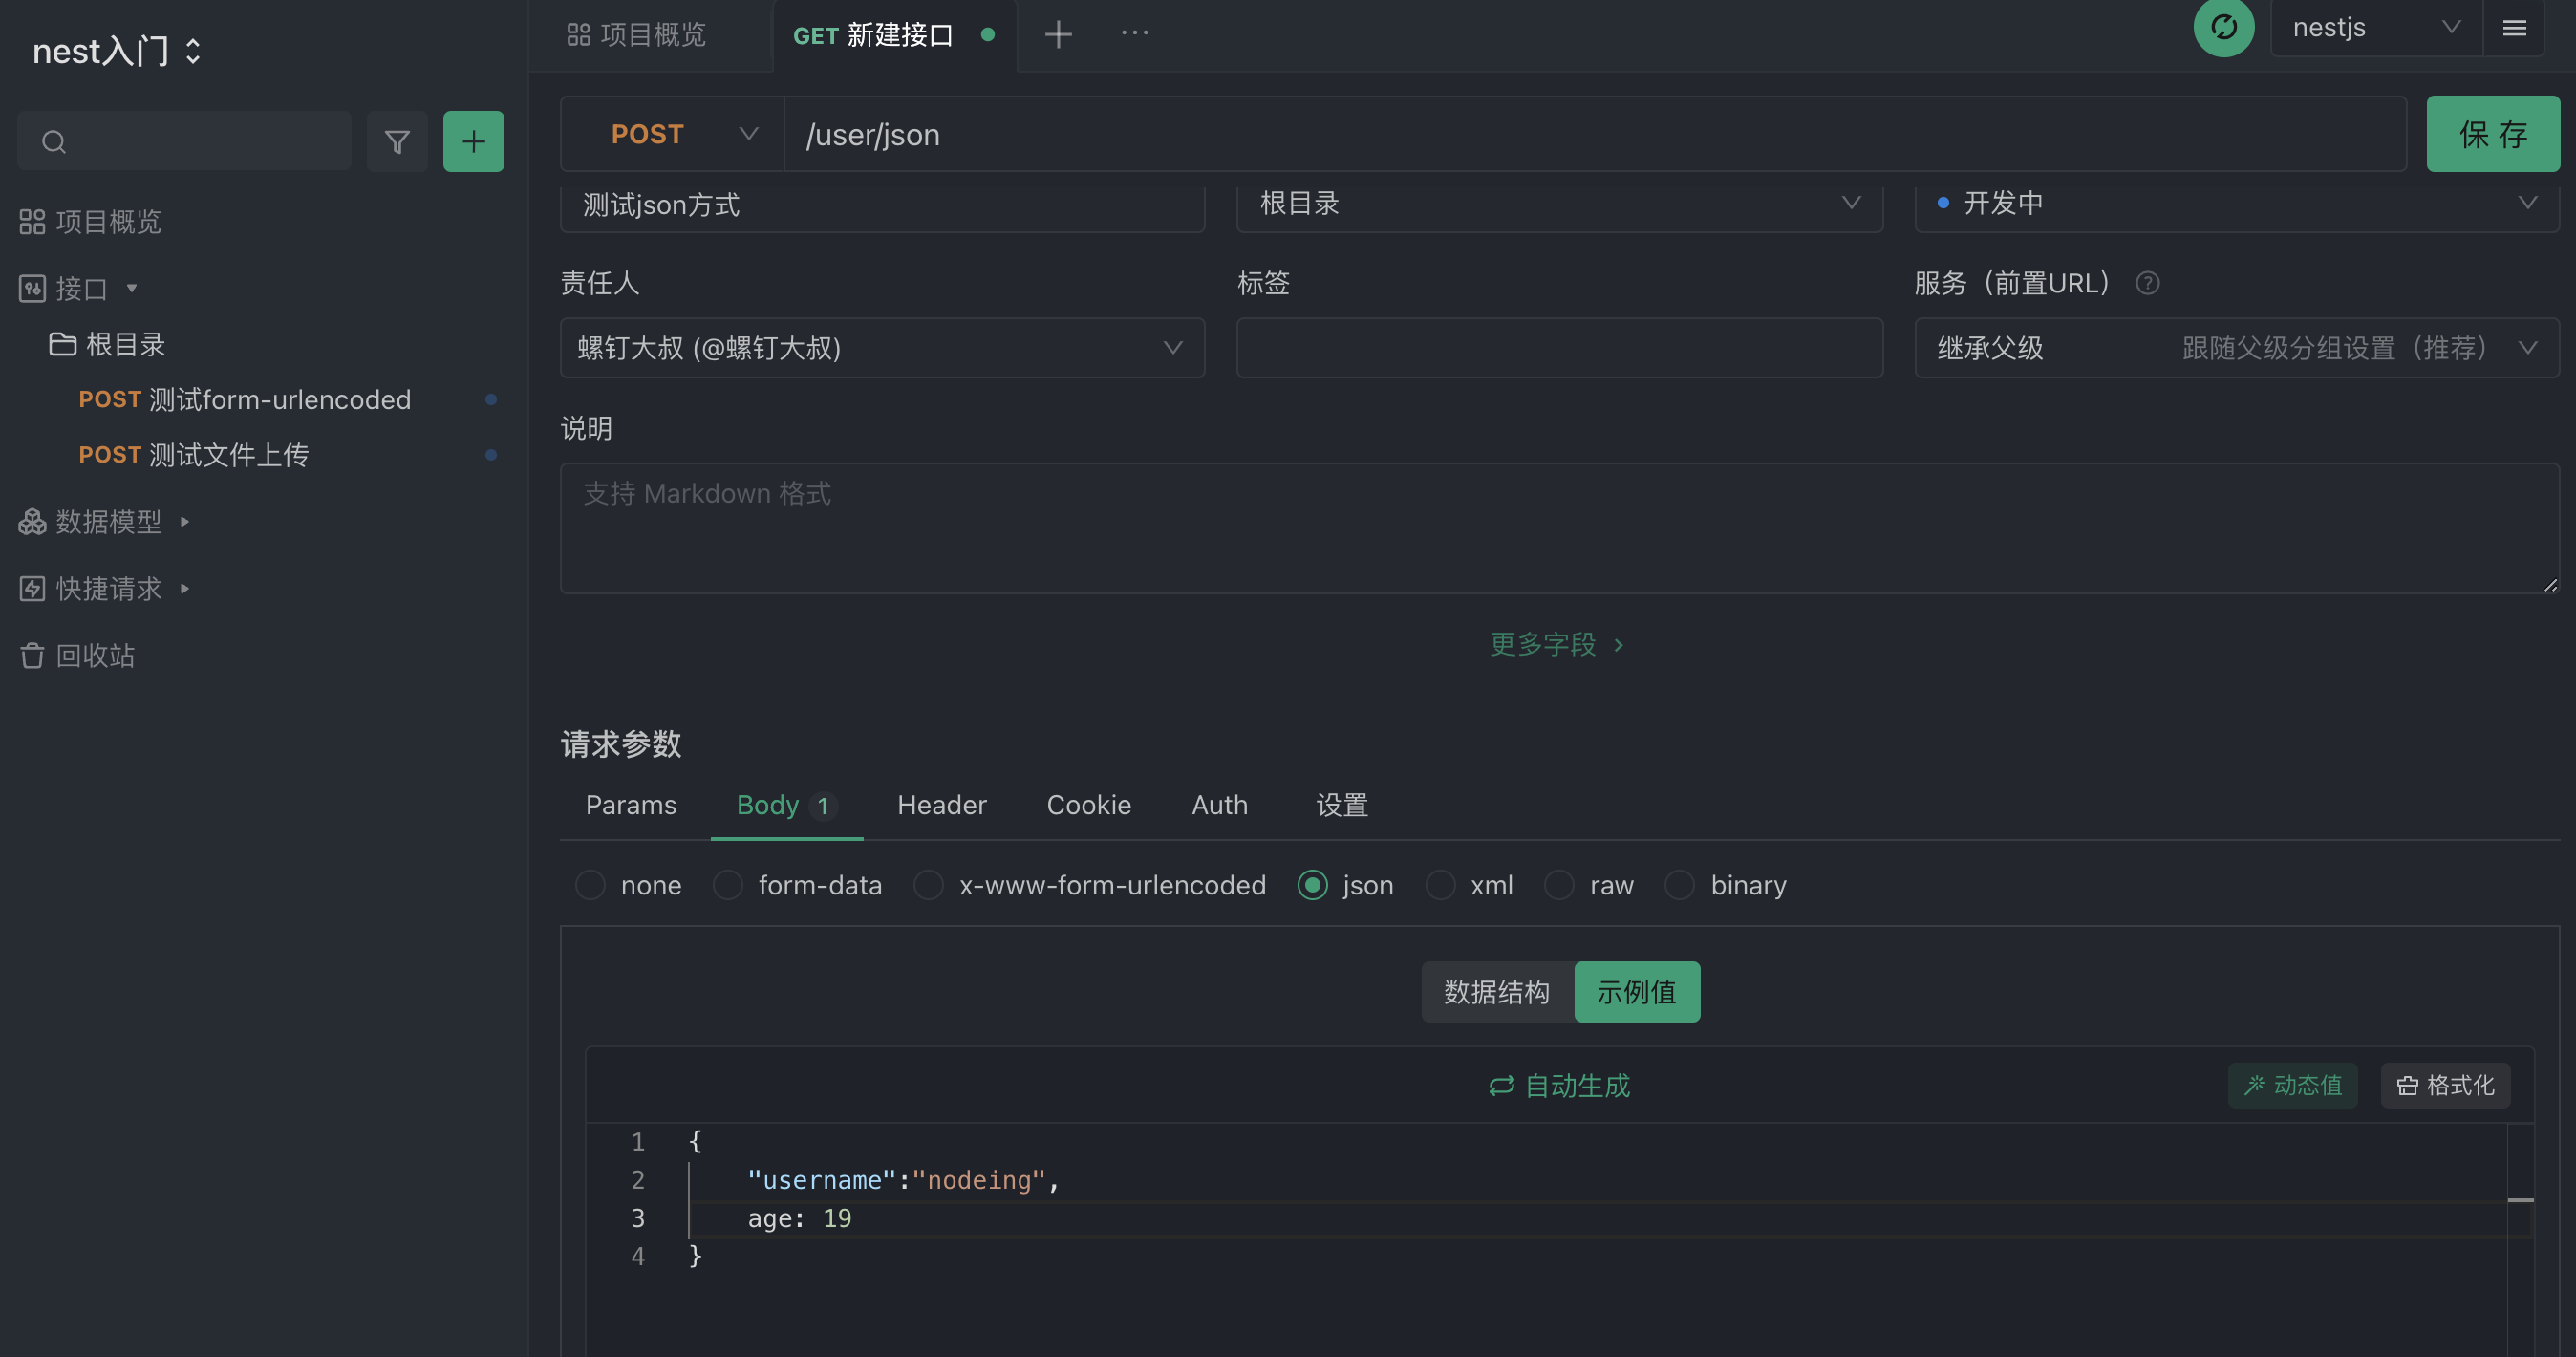 nest入门
项目概览
接口
根目录
POST 测试form-urlencoded
POST 测试文件上传
数据模型
快捷请求
回收站
项目概览
GET 新建接口
nestjs
POST
/user/json
保 存
测试json方式
根目录
开发中
责任人
标签
服务（前置URL）
螺钉大叔 (@螺钉大叔)
继承父级 跟随父级分组设置（推荐）
说明
支持 Markdown 格式
更多字段
请求参数
Params Body 1 Header Cookie Auth 设置
none form-data x-www-form-urlencoded json xml raw binary
数据结构 示例值
自动生成
动态值 格式化
1 {
2 "username":"nodeing",
3 age: 19
4 }